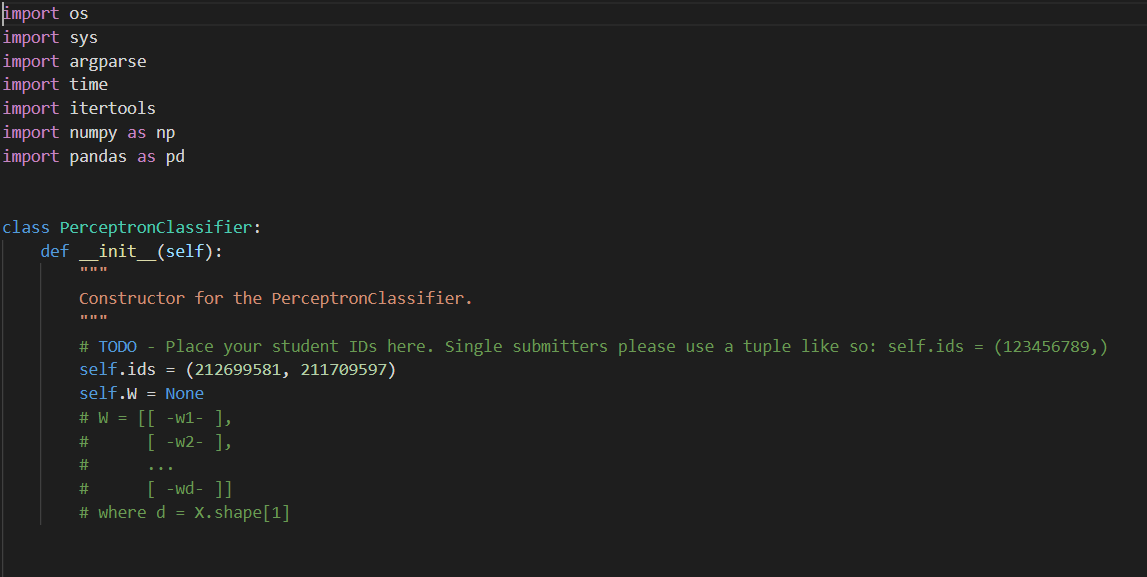 import os
import sys
import argparse
import time
import itertools
import numpy as np
import pandas as pd
class PerceptronClassifier:
    def __init__(self):
        """
        Constructor for the PerceptronClassifier.
        """
        # TODO - Place your student IDs here. Single submitters please use a tuple like so: self.ids = (123456789,)
        self.ids = (212699581, 211709597)
        self.W = None
        # W = [[ -w1- ],
        #      [ -w2- ],
        #      ...
        #      [ -wd- ]]
        # where d = X.shape[1]